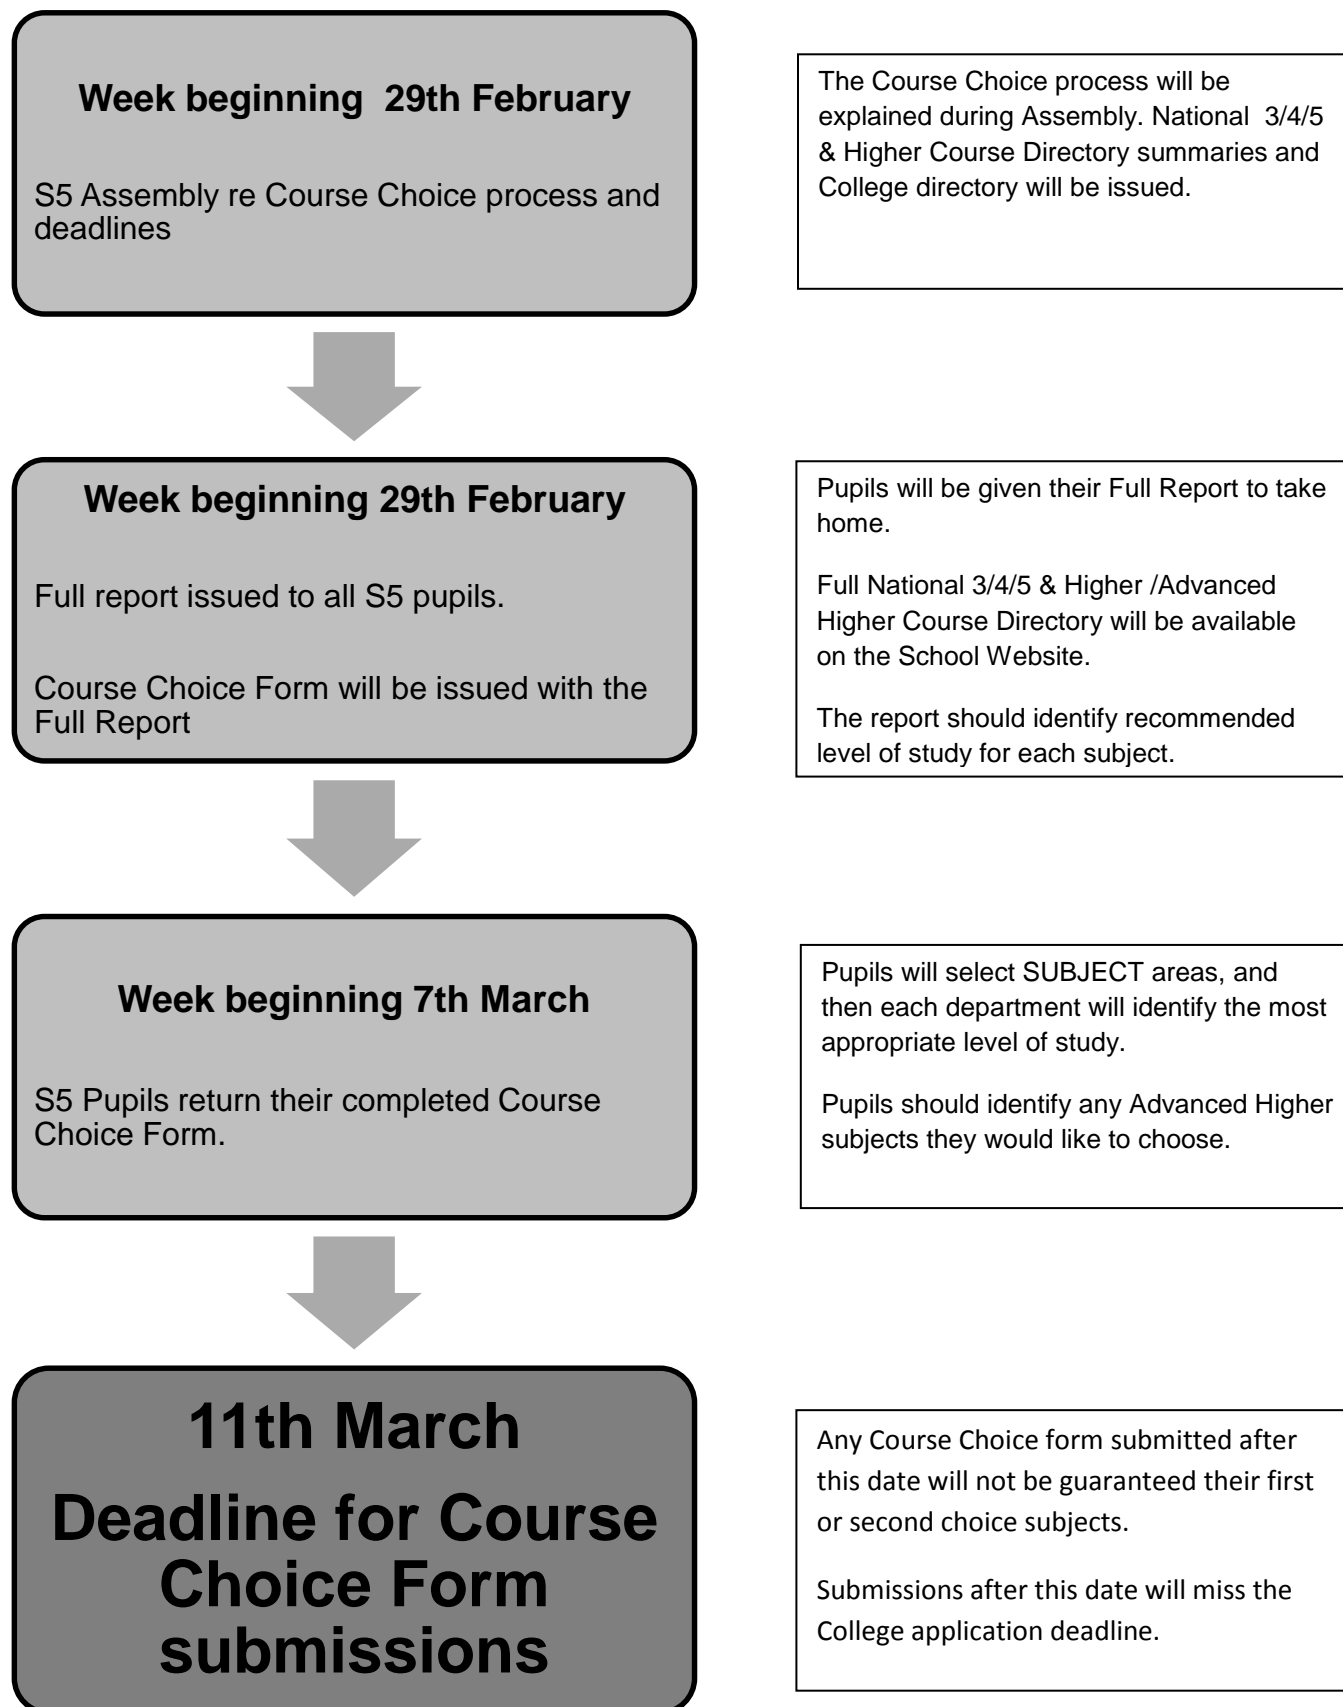 Week beginning  29th February
S5 Assembly re Course Choice process and
deadlines
The Course Choice process will be
explained during Assembly. National  3/4/5
& Higher Course Directory summaries and
College directory will be issued.
Week beginning 29th February
Full report issued to all S5 pupils.
Course Choice Form will be issued with the
Full Report
Pupils will be given their Full Report to take
home.
Full National 3/4/5 & Higher /Advanced
Higher Course Directory will be available
on the School Website.
The report should identify recommended
level of study for each subject.
Week beginning 7th March
S5 Pupils return their completed Course
Choice Form.
Pupils will select SUBJECT areas, and
then each department will identify the most
appropriate level of study.
Pupils should identify any Advanced Higher
subjects they would like to choose.
11th March
Deadline for Course
Choice Form
submissions
Any Course Choice form submitted after
this date will not be guaranteed their first
or second choice subjects.
Submissions after this date will miss the
College application deadline.